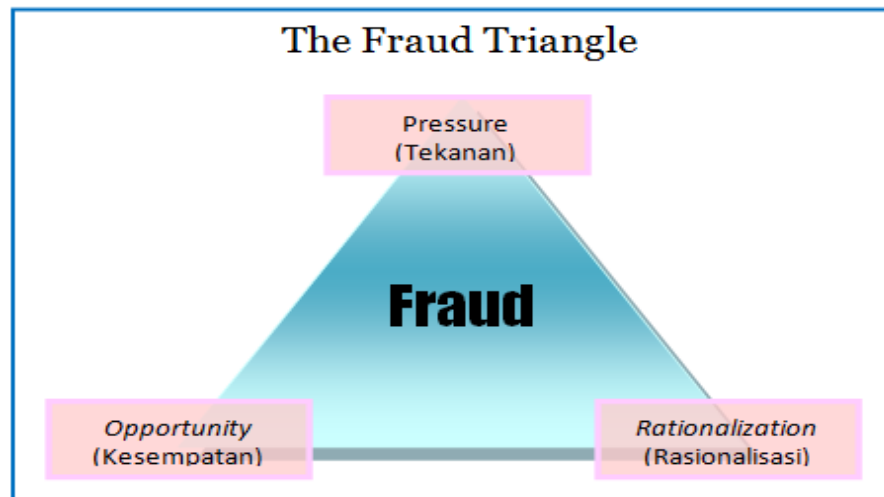 The Fraud Triangle
Pressure
(Tekanan)
Fraud
Opportunity
(Kesempatan)
Rationalization
(Rasionalisasi)